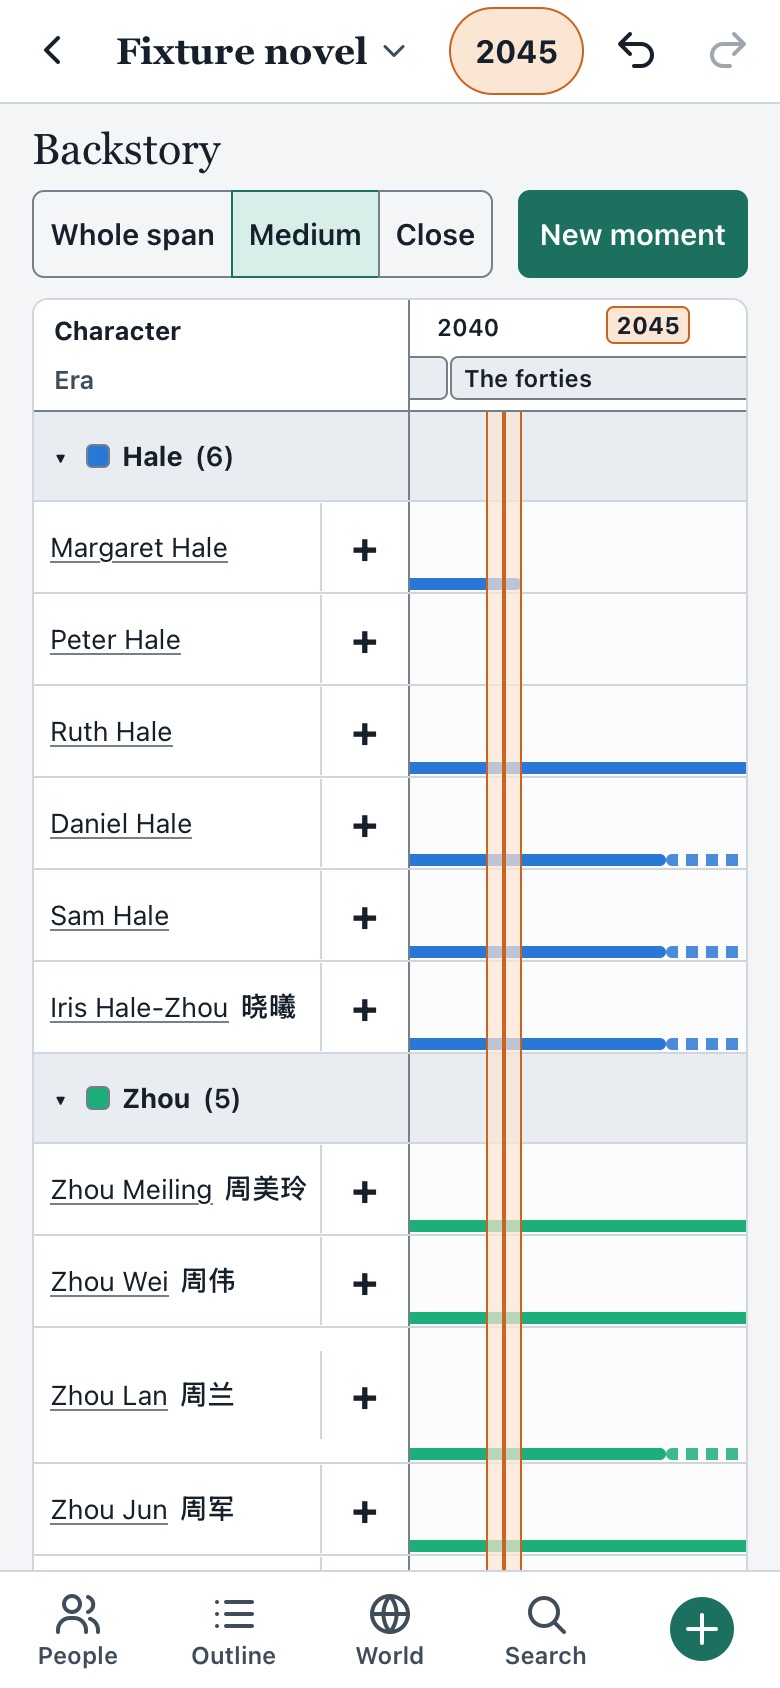 Fixture novel 2045
Backstory
Whole span Medium Close New moment
Character 2040 2045
Era The forties
Hale (6)
Margaret Hale +
Peter Hale +
Ruth Hale +
Daniel Hale +
Sam Hale +
Iris Hale-Zhou 晓曦 +
Zhou (5)
Zhou Meiling 周美玲 +
Zhou Wei 周伟 +
Zhou Lan 周兰 +
Zhou Jun 周军 +
People Outline World Search